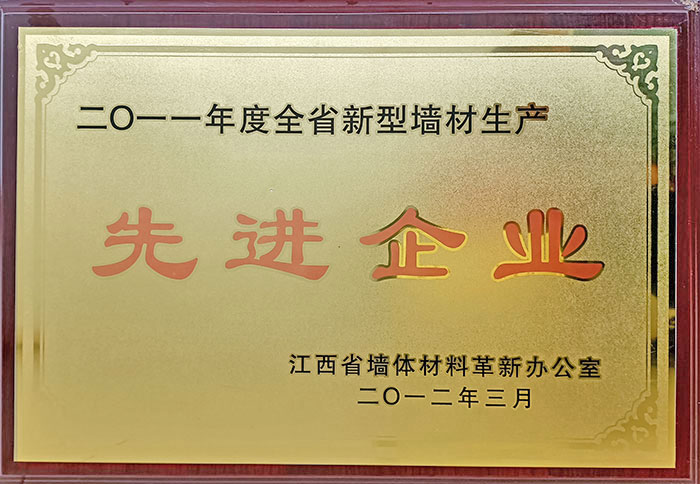 二〇一一年度全省新型墙材生产
先进企业
江西省墙体材料革新办公室
二〇一二年三月